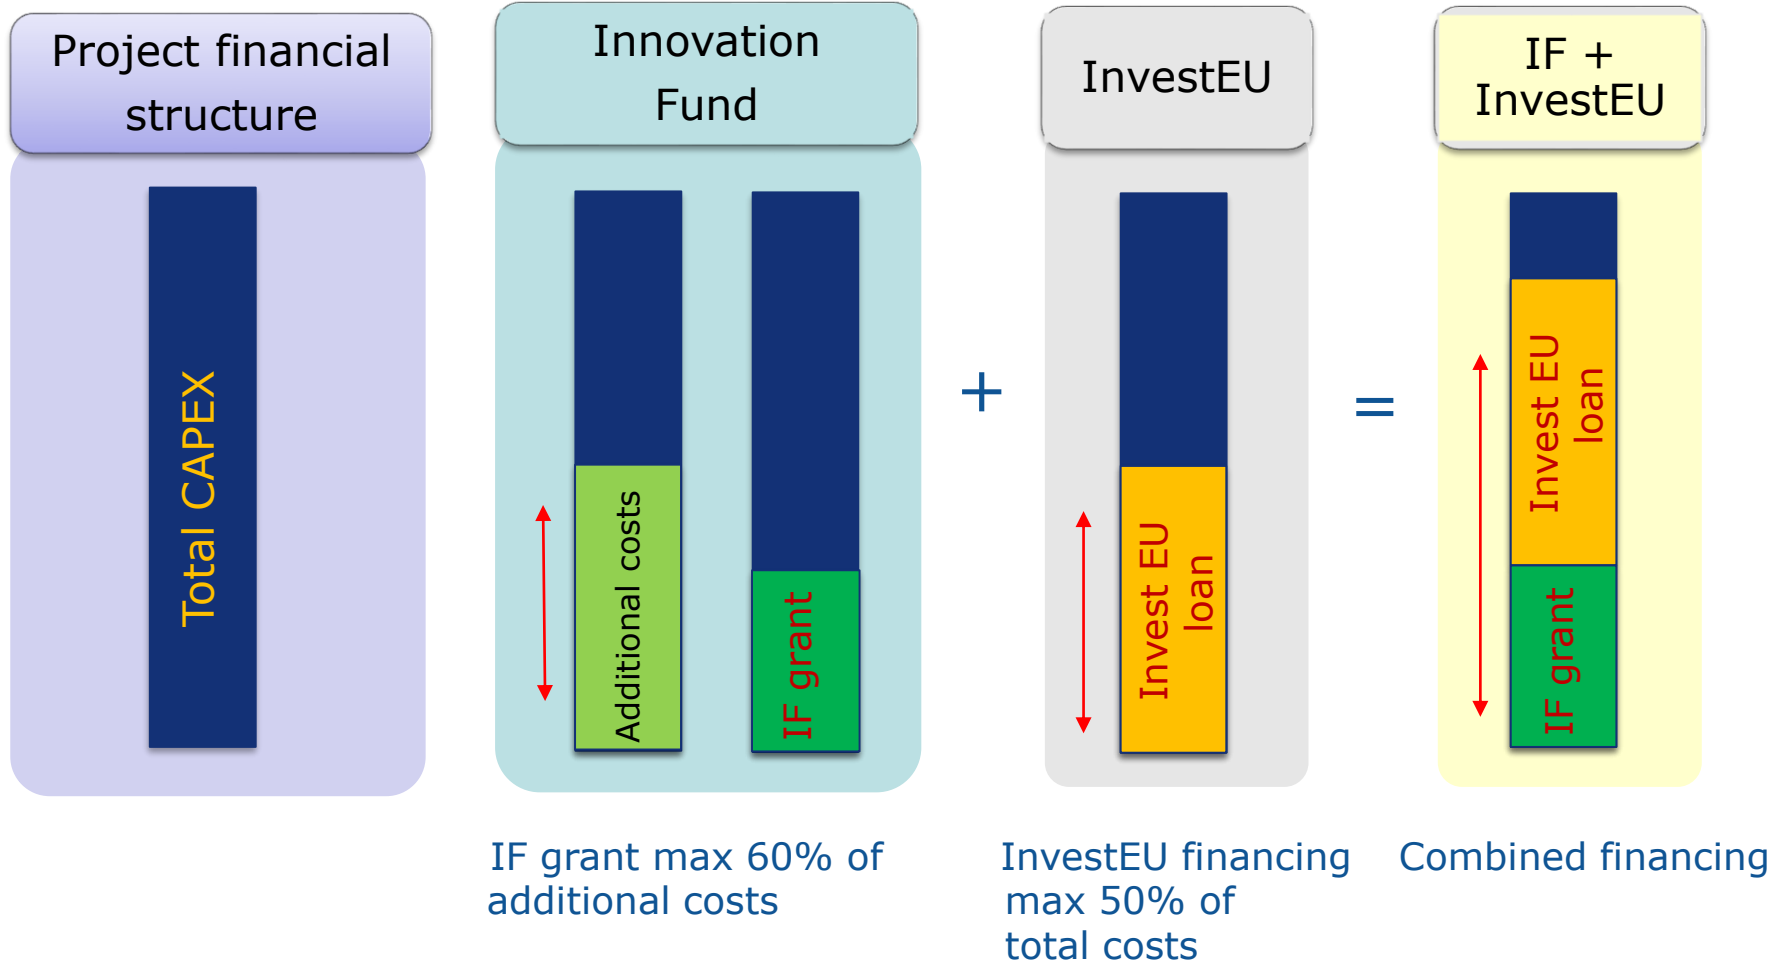 Project financial
structure
Innovation
Fund
InvestEU
IF +
InvestEU
Total CAPEX
Additional costs
IF grant
+
Invest EU
loan
=
Invest EU
loan
IF grant
IF grant max 60% of
additional costs
InvestEU financing
max 50% of
total costs
Combined financing